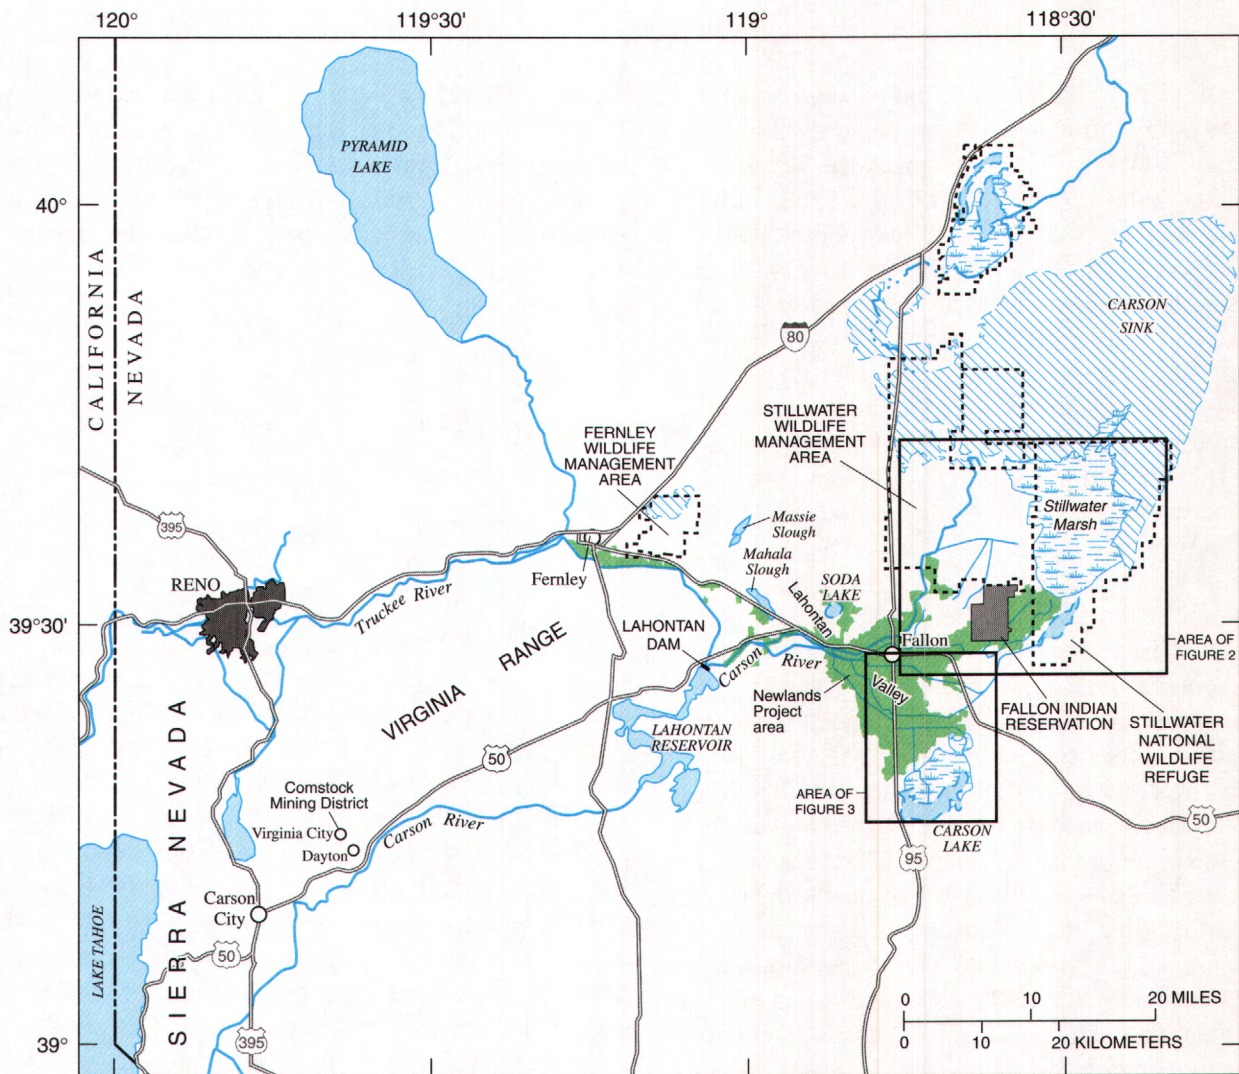 120°
119°30'
119°
118°30'
40°
39°30'
39°
CALIFORNIA
NEVADA
PYRAMID
LAKE
CARSON
SINK
80
STILLWATER
WILDLIFE
MANAGEMENT
AREA
FERNLEY
WILDLIFE
MANAGEMENT
AREA
395
Stillwater
Marsh
Massie
Slough
Mahala
Slough
RENO
Fernley
Truckee River
SODA
LAKE
Lahontan
Valley
LAHONTAN
DAM
Fallon
AREA OF
FIGURE 2
VIRGINIA RANGE
Carson River
Newlands
Project
area
FALLON INDIAN
RESERVATION
STILLWATER
NATIONAL
WILDLIFE
REFUGE
SIERRA NEVADA
LAHONTAN
RESERVOIR
50
Comstock
Mining District
Virginia City
Dayton
Carson River
AREA OF
FIGURE 3
CARSON
LAKE
50
95
Carson
City
LAKE TAHOE
50
395
0 10 20 MILES
0 10 20 KILOMETERS